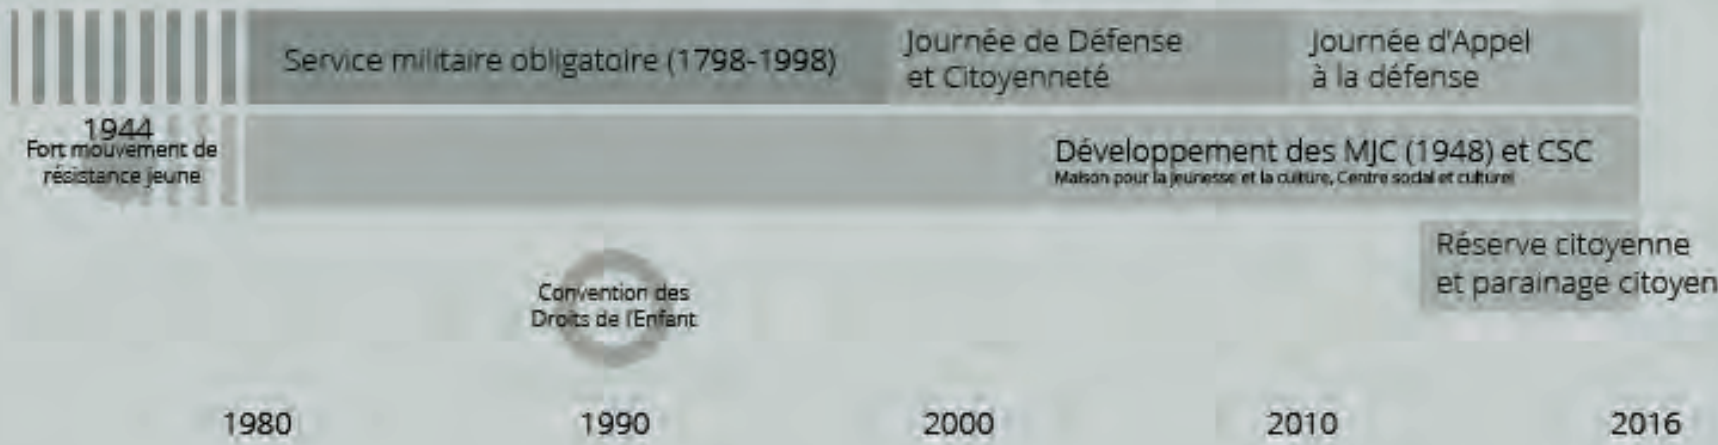 Service militaire obligatoire (1798-1998)
Journée de Défense
et Citoyenneté
Journée d'Appel
à la défense
1944
Fort mouvement de
résistance jeune
Développement des MJC (1948) et CSC
Maison pour la jeunesse et la culture, Centre social et culturel
Réserve citoyenne
et parainage citoyen
Convention des
Droits de l'Enfant
1980
1990
2000
2010
2016